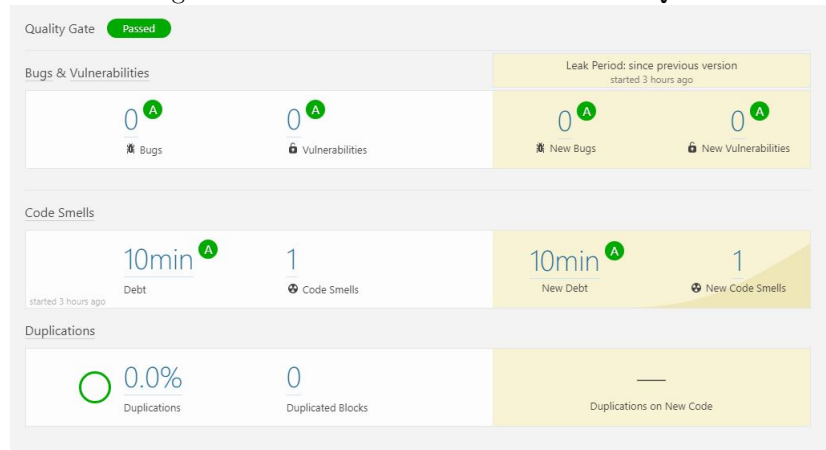 Quality Gate Passed
Leak Period: since previous version
started 3 hours ago
Bugs & Vulnerabilities
0 A 0 A 0 A 0 A
Bugs Vulnerabilities New Bugs New Vulnerabilities
Code Smells
10min A 1 10min A 1
Debt Code Smells New Debt New Code Smells
started 3 hours ago
Duplications
0.0% 0 —
Duplications Duplicated Blocks Duplications on New Code